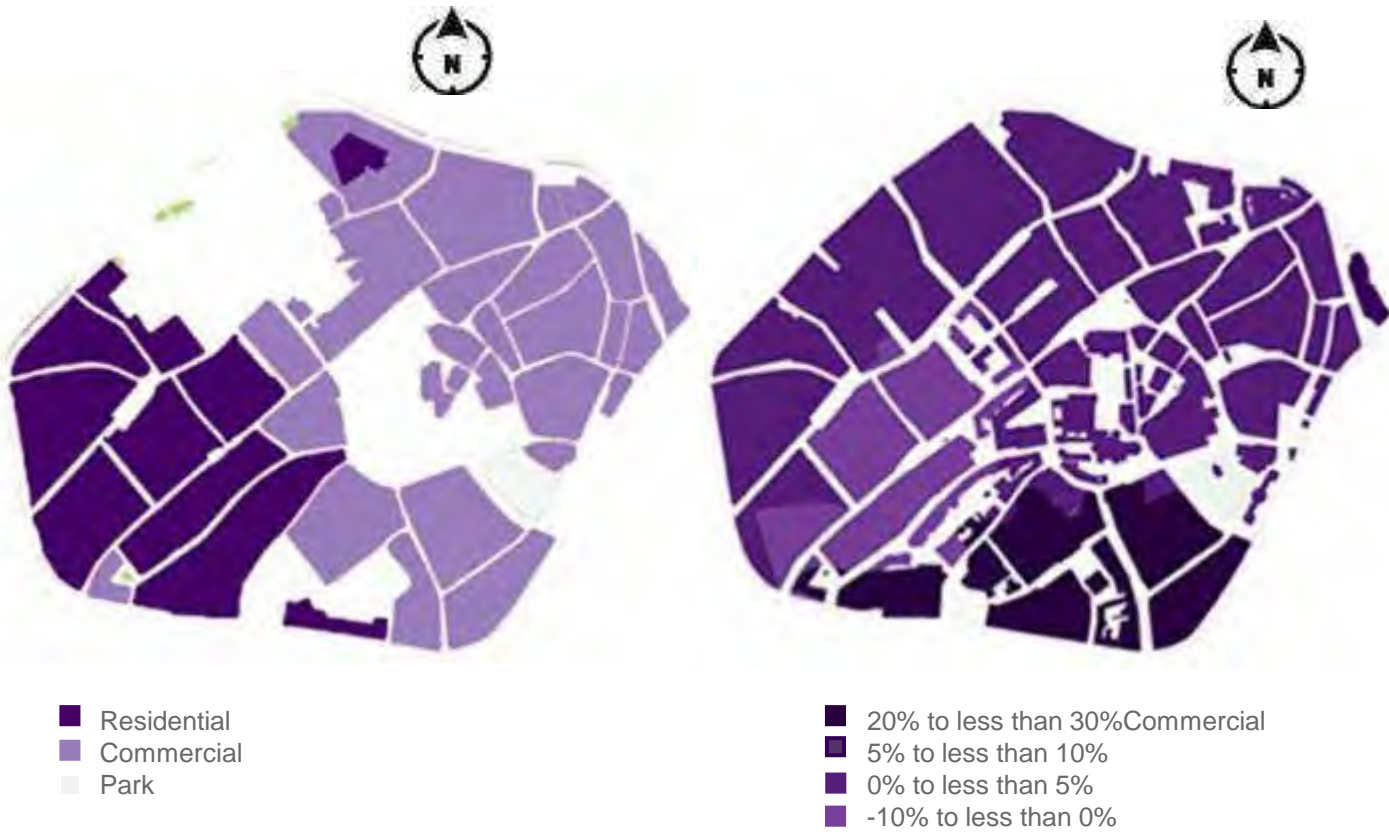 N
N
Residential
Commercial
Park
20% to less than 30%Commercial
5% to less than 10%
0% to less than 5%
-10% to less than 0%